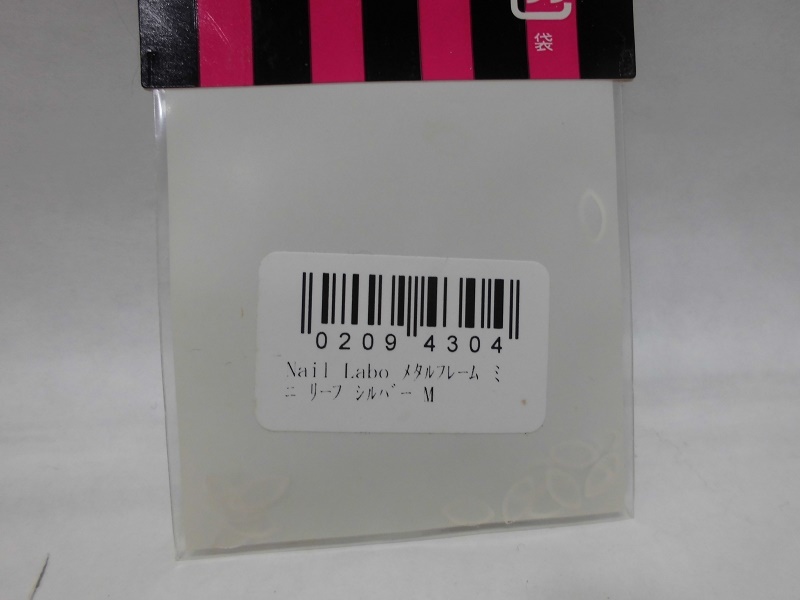 袋
0209 4304
Nail Labo ﾒﾀﾙﾌﾚｰﾑ ﾐ
ﾆ ﾘｰﾌ ｼﾙﾊﾞｰ M